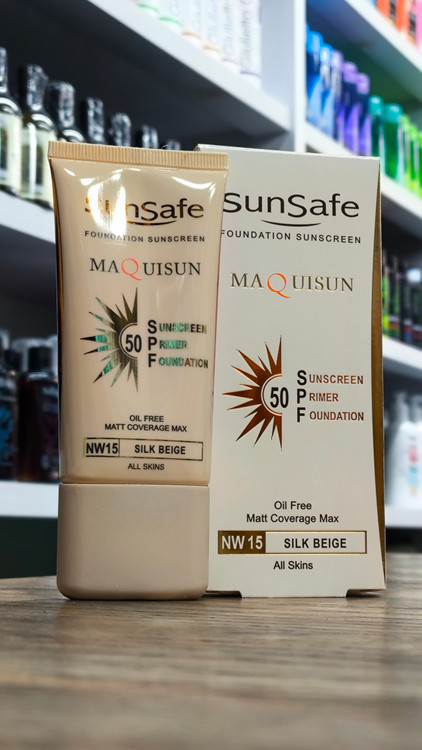 SunSafe
FOUNDATION SUNSCREEN
MAQUISUN
50
SUNSCREEN
PRIMER
FOUNDATION
OIL FREE
MATT COVERAGE MAX
NW15 SILK BEIGE
ALL SKINS
SunSafe
FOUNDATION SUNSCREEN
MAQUISUN
50
SUNSCREEN
PRIMER
FOUNDATION
Oil Free
Matt Coverage Max
NW 15 SILK BEIGE
All Skins